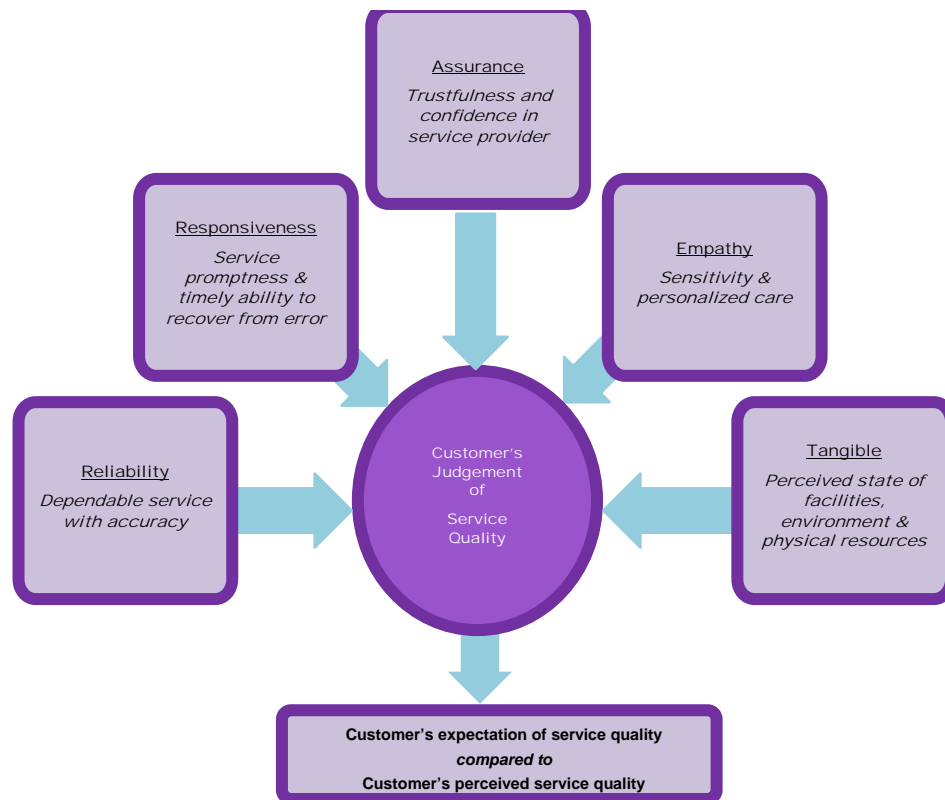 Assurance
Trustfulness and
confidence in
service provider
Responsiveness
Service
promptness &
timely ability to
recover from error
Empathy
Sensitivity &
personalized care
Reliability
Dependable service
with accuracy
Customer's
Judgement
of
Service
Quality
Tangible
Perceived state of
facilities,
environment &
physical resources
Customer’s expectation of service quality
compared to
Customer’s perceived service quality